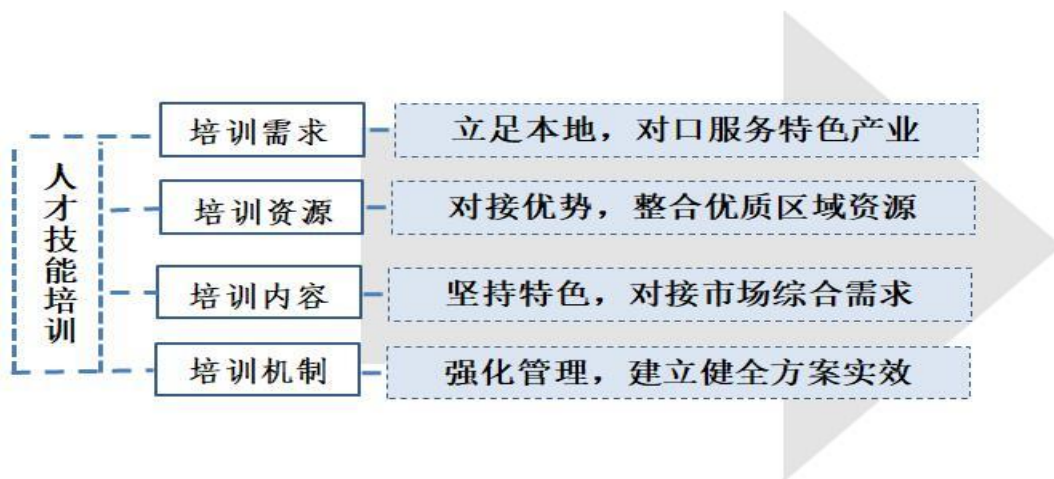 人才技能培训
培训需求
立足本地，对口服务特色产业
培训资源
对接优势，整合优质区域资源
培训内容
坚持特色，对接市场综合需求
培训机制
强化管理，建立健全方案实效